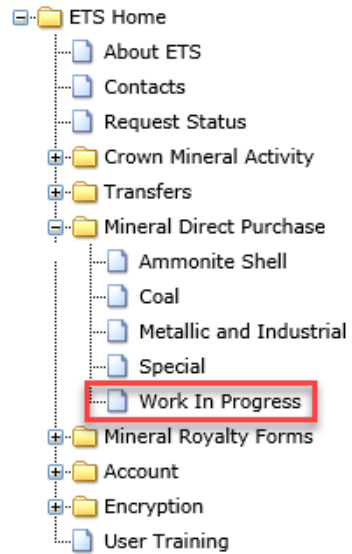 ETS Home
About ETS
Contacts
Request Status
Crown Mineral Activity
Transfers
Mineral Direct Purchase
Ammonite Shell
Coal
Metallic and Industrial
Special
Work In Progress
Mineral Royalty Forms
Account
Encryption
User Training